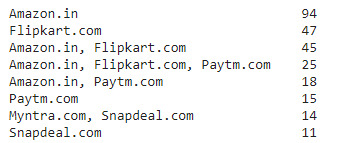 Amazon.in 94
Flipkart.com 47
Amazon.in, Flipkart.com 45
Amazon.in, Flipkart.com, Paytm.com 25
Amazon.in, Paytm.com 18
Paytm.com 15
Myntra.com, Snapdeal.com 14
Snapdeal.com 11